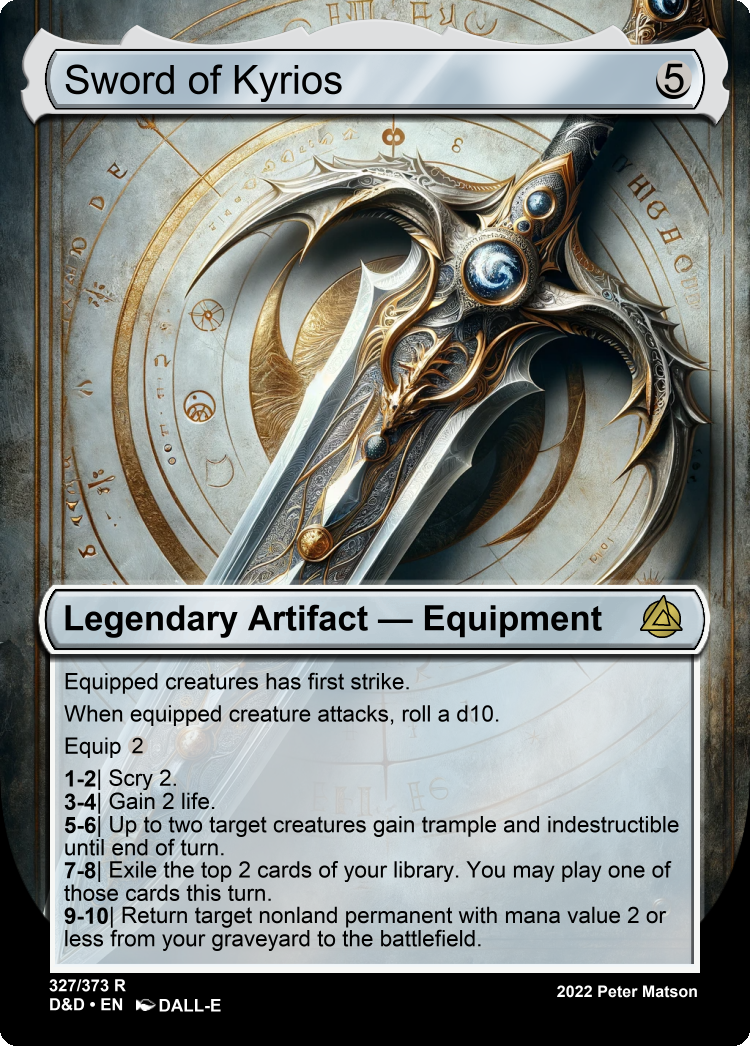 Sword of Kyrios
5
Legendary Artifact — Equipment
Equipped creatures has first strike.
When equipped creature attacks, roll a d10.
Equip 2
1-2| Scry 2.
3-4| Gain 2 life.
5-6| Up to two target creatures gain trample and indestructible
until end of turn.
7-8| Exile the top 2 cards of your library. You may play one of
those cards this turn.
9-10| Return target nonland permanent with mana value 2 or
less from your graveyard to the battlefield.
327/373 R
D&D • EN DALL-E
2022 Peter Matson